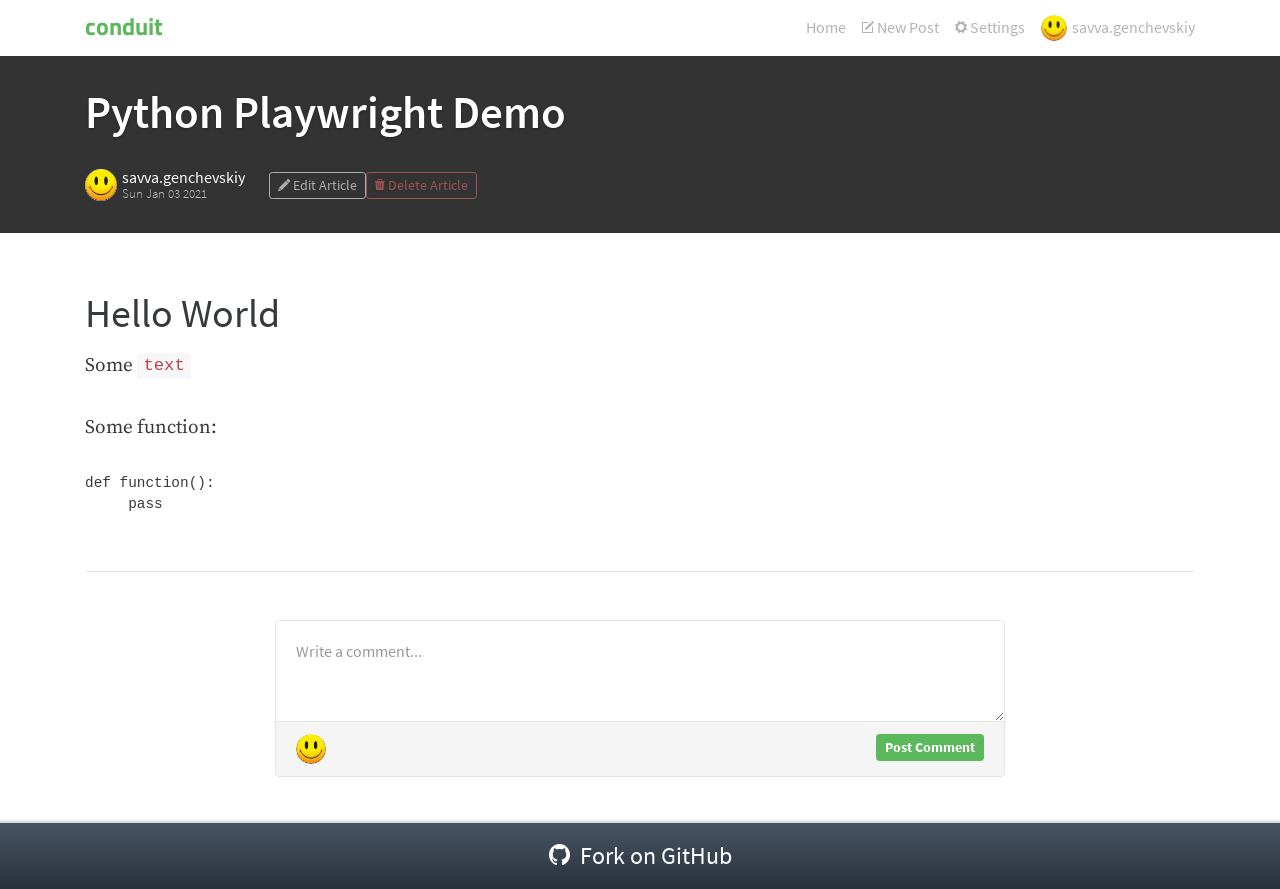 conduit
Home New Post Settings savva.genchevskiy
Python Playwright Demo
savva.genchevskiy
Sun Jan 03 2021
Edit Article Delete Article
Hello World
Some text
Some function:
def function():
     pass
Write a comment...
Post Comment
Fork on GitHub